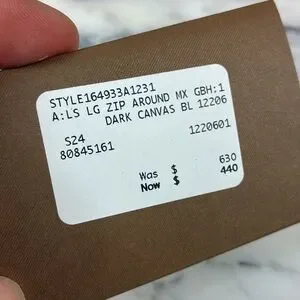 STYLE164933A1231
A:LS LG ZIP AROUND MX GBH:1
DARK CANVAS BL 12206
S24 1220601
80845161
Was $ 630
Now $ 440